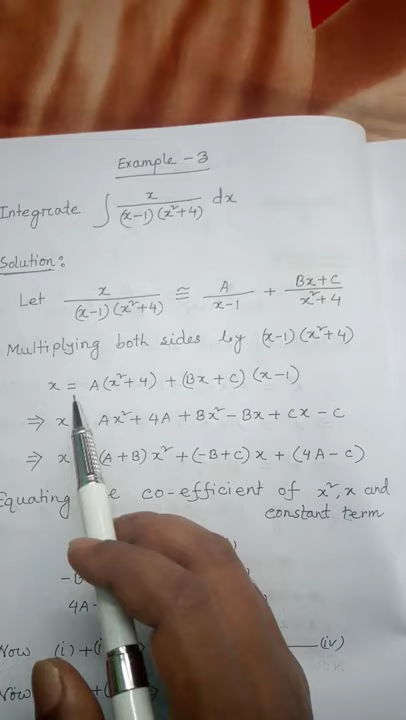 Example - 3
Integrate ∫ x / (x-1)(x²+4) dx
Solution:
Let x / (x-1)(x²+4) ≅ A / x-1 + Bx+C / x²+4
Multiplying both sides by (x-1)(x²+4)
x = A(x²+4) + (Bx+C) (x-1)
⇒ x Ax²+4A+Bx²-Bx+Cx-C
⇒ x (A+B)x²+(-B+C)x+(4A-C)
Equating co-efficient of x², x and
constant term
4A-
Now (i)+ (iv)
Now